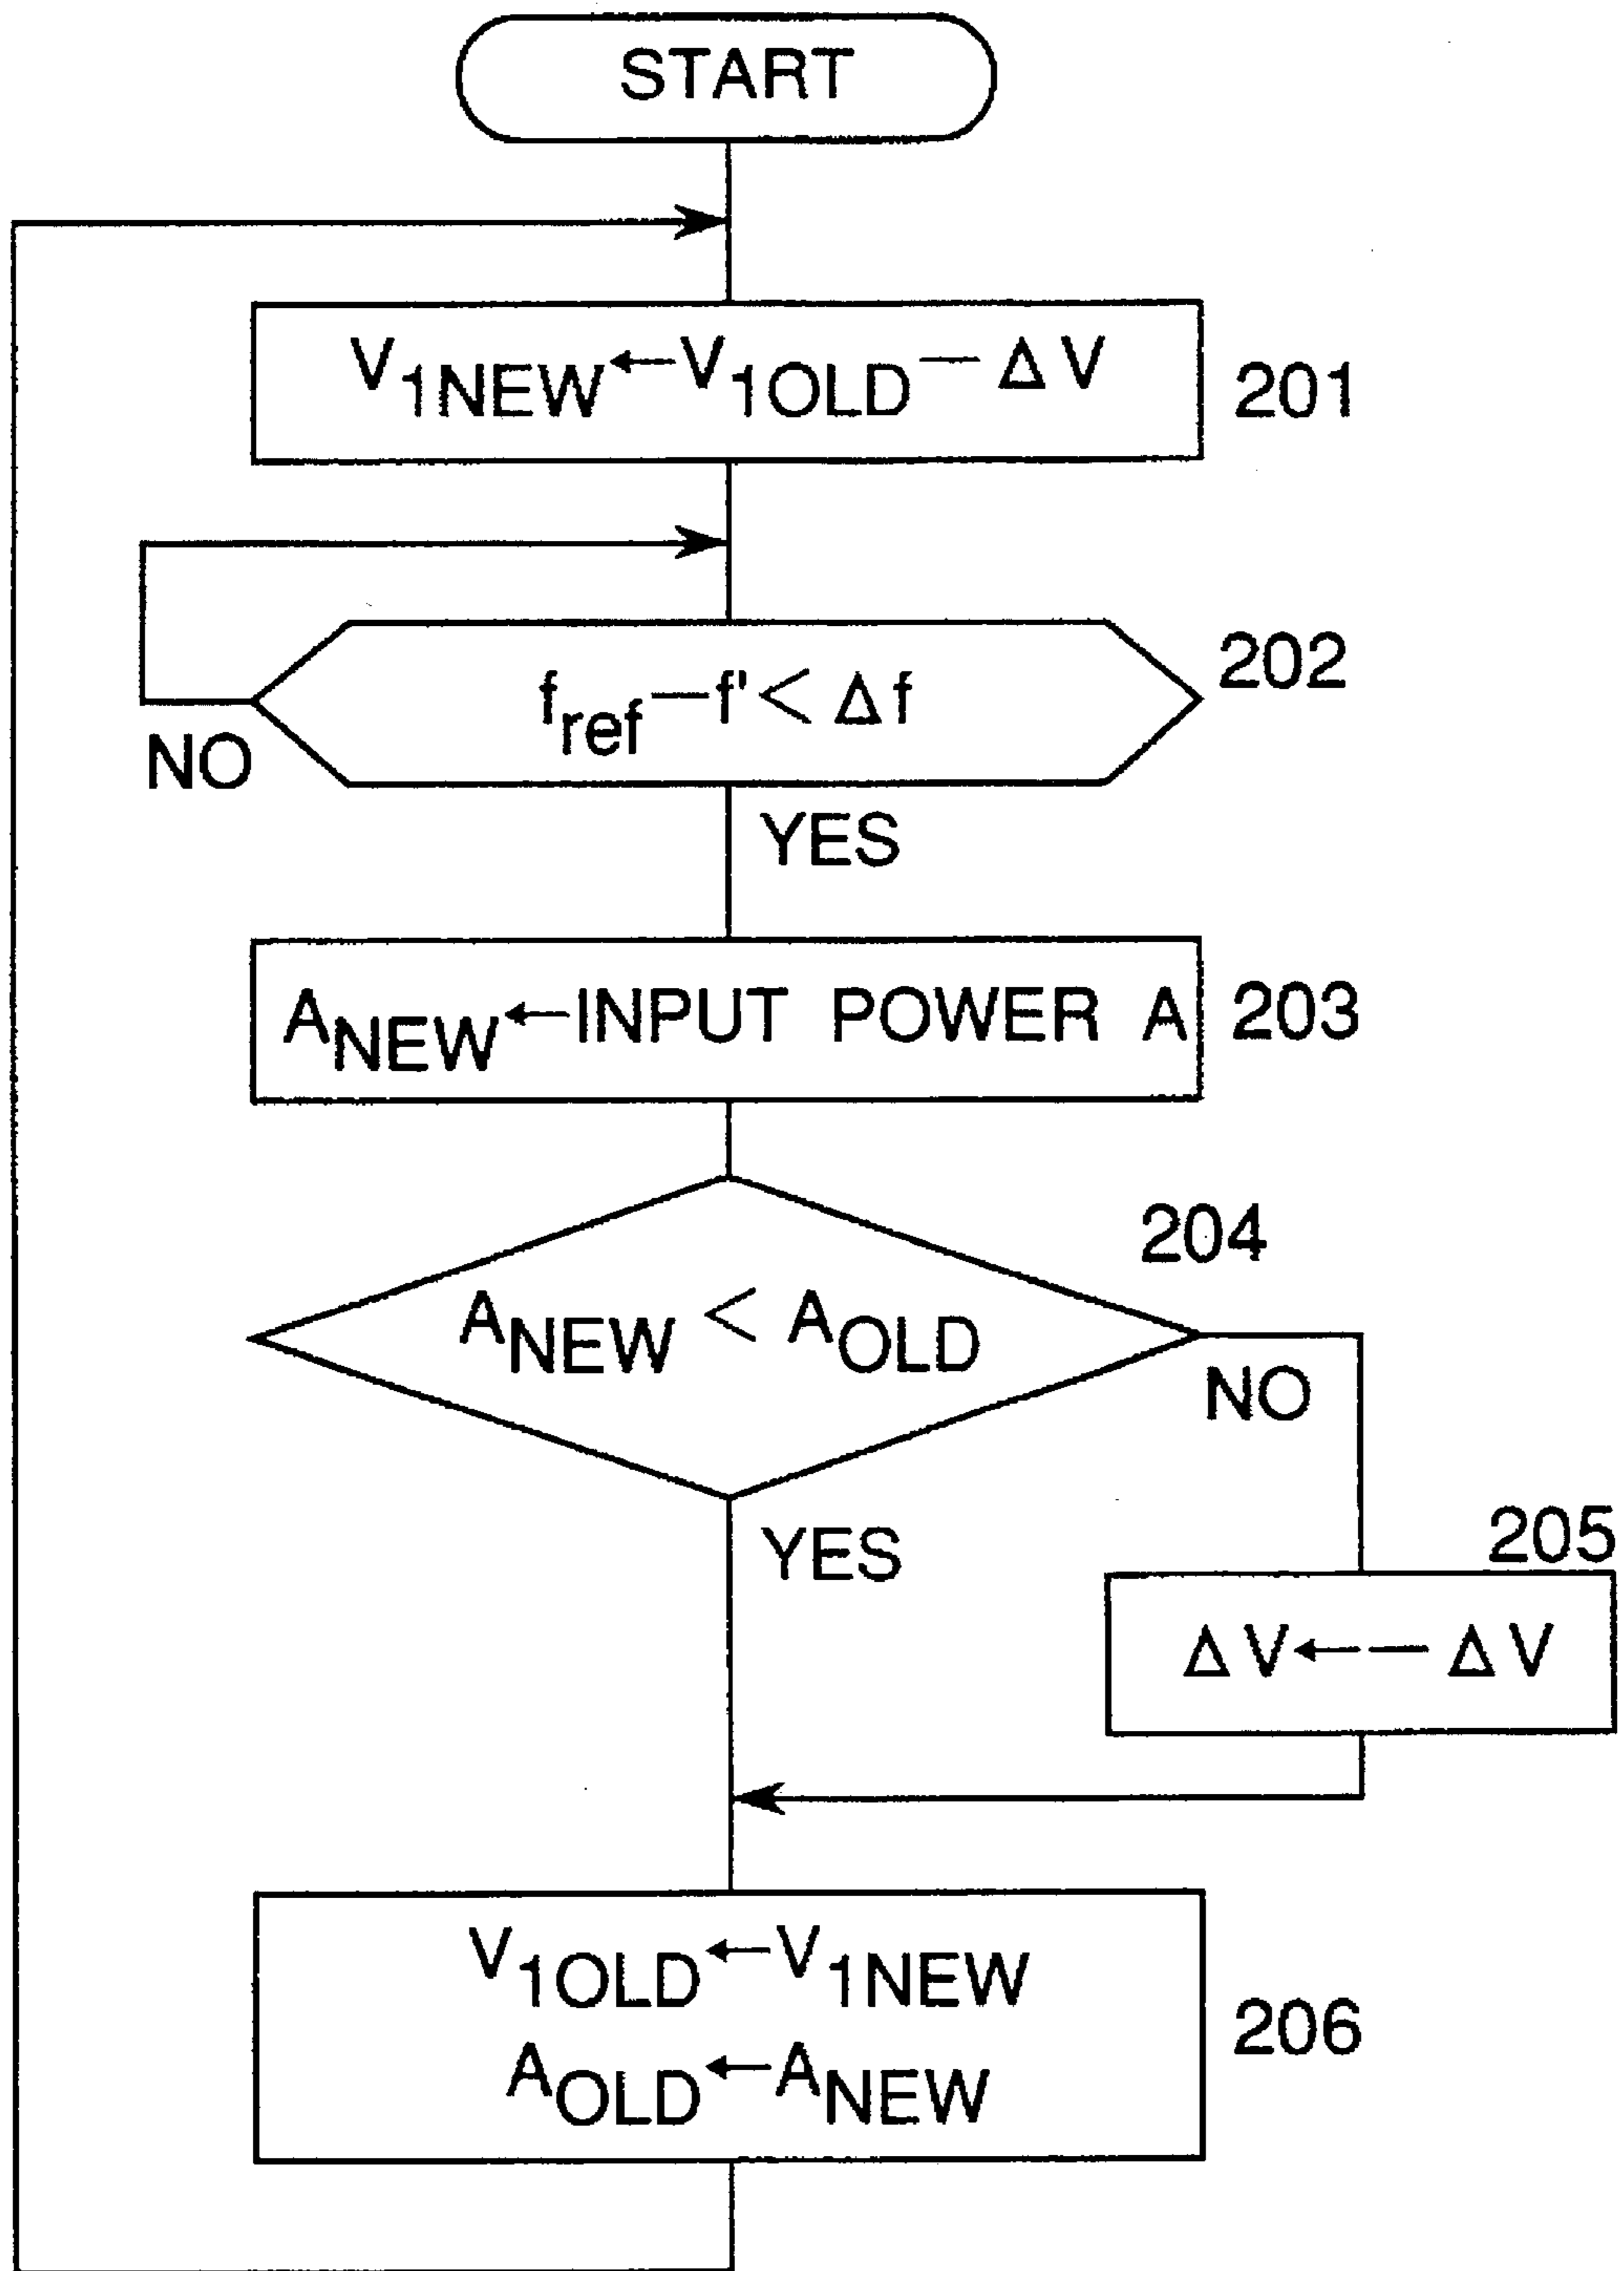 START
V1NEW←V1OLD—ΔV
201
fref—f'<Δf
202
NO
YES
ANEW←INPUT POWER A
203
ANEW < AOLD
204
NO
YES
205
ΔV←—ΔV
V1OLD←V1NEW
AOLD←ANEW
206